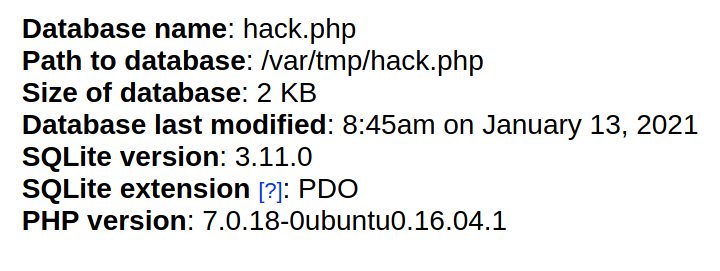 Database name: hack.php
Path to database: /var/tmp/hack.php
Size of database: 2 KB
Database last modified: 8:45am on January 13, 2021
SQLite version: 3.11.0
SQLite extension [?]: PDO
PHP version: 7.0.18-0ubuntu0.16.04.1